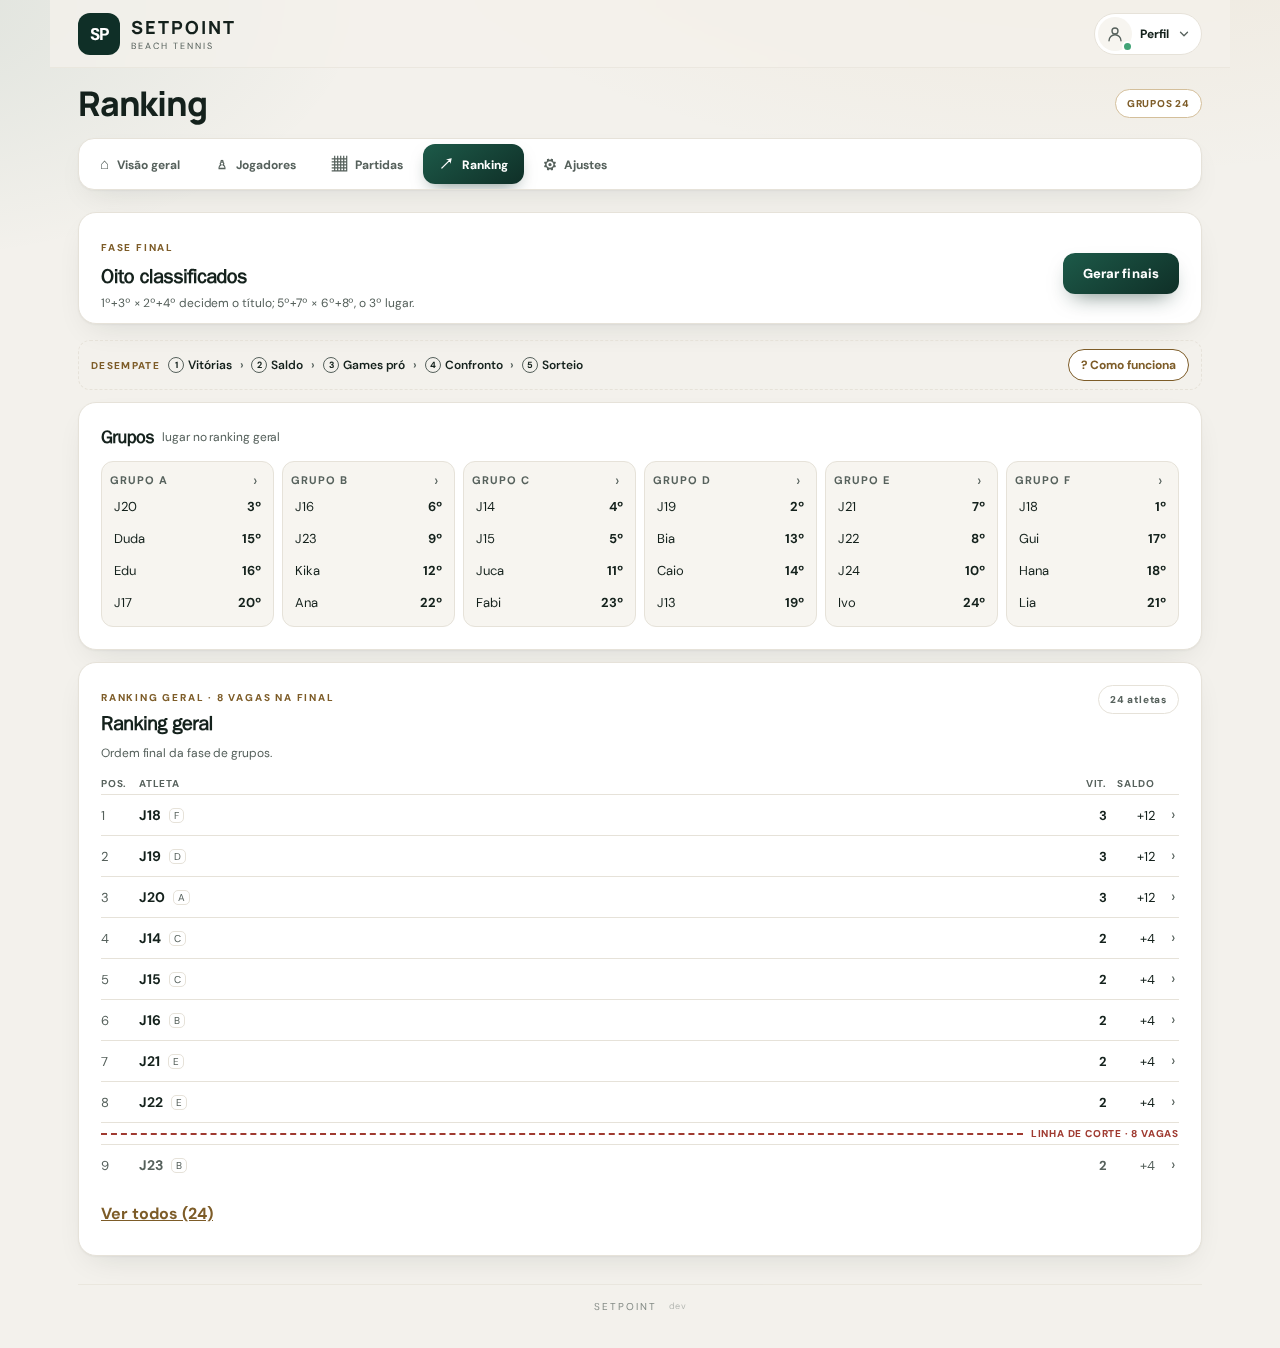 SP SETPOINT
BEACH TENNIS
Perfil
Ranking
GRUPOS 24
Visão geral Jogadores Partidas Ranking Ajustes
FASE FINAL
Oito classificados
1º+3º × 2º+4º decidem o título; 5º+7º × 6º+8º, o 3º lugar.
Gerar finais
DESEMPATE 1 Vitórias › 2 Saldo › 3 Games pró › 4 Confronto › 5 Sorteio
? Como funciona
Grupos lugar no ranking geral
GRUPO A ›
J20 3º
Duda 15º
Edu 16º
J17 20º
GRUPO B ›
J16 6º
J23 9º
Kika 12º
Ana 22º
GRUPO C ›
J14 4º
J15 5º
Juca 11º
Fabi 23º
GRUPO D ›
J19 2º
Bia 13º
Caio 14º
J13 19º
GRUPO E ›
J21 7º
J22 8º
J24 10º
Ivo 24º
GRUPO F ›
J18 1º
Gui 17º
Hana 18º
Lia 21º
RANKING GERAL · 8 VAGAS NA FINAL
Ranking geral
24 atletas
Ordem final da fase de grupos.
POS. ATLETA VIT. SALDO
1 J18 F 3 +12 ›
2 J19 D 3 +12 ›
3 J20 A 3 +12 ›
4 J14 C 2 +4 ›
5 J15 C 2 +4 ›
6 J16 B 2 +4 ›
7 J21 E 2 +4 ›
8 J22 E 2 +4 ›
LINHA DE CORTE · 8 VAGAS
9 J23 B 2 +4 ›
Ver todos (24)
SETPOINT dev